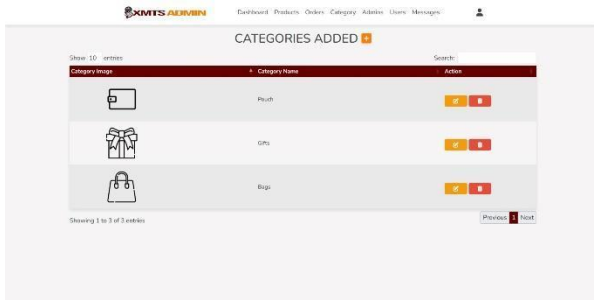 XMTS ADMIN
Dashboard Products Orders Category Admins Users Messages
CATEGORIES ADDED
Show 10 entries
Search:
Category Image Category Name Action
Pouch
Gifts
Bags
Showing 1 to 3 of 3 entries
Previous 1 Next